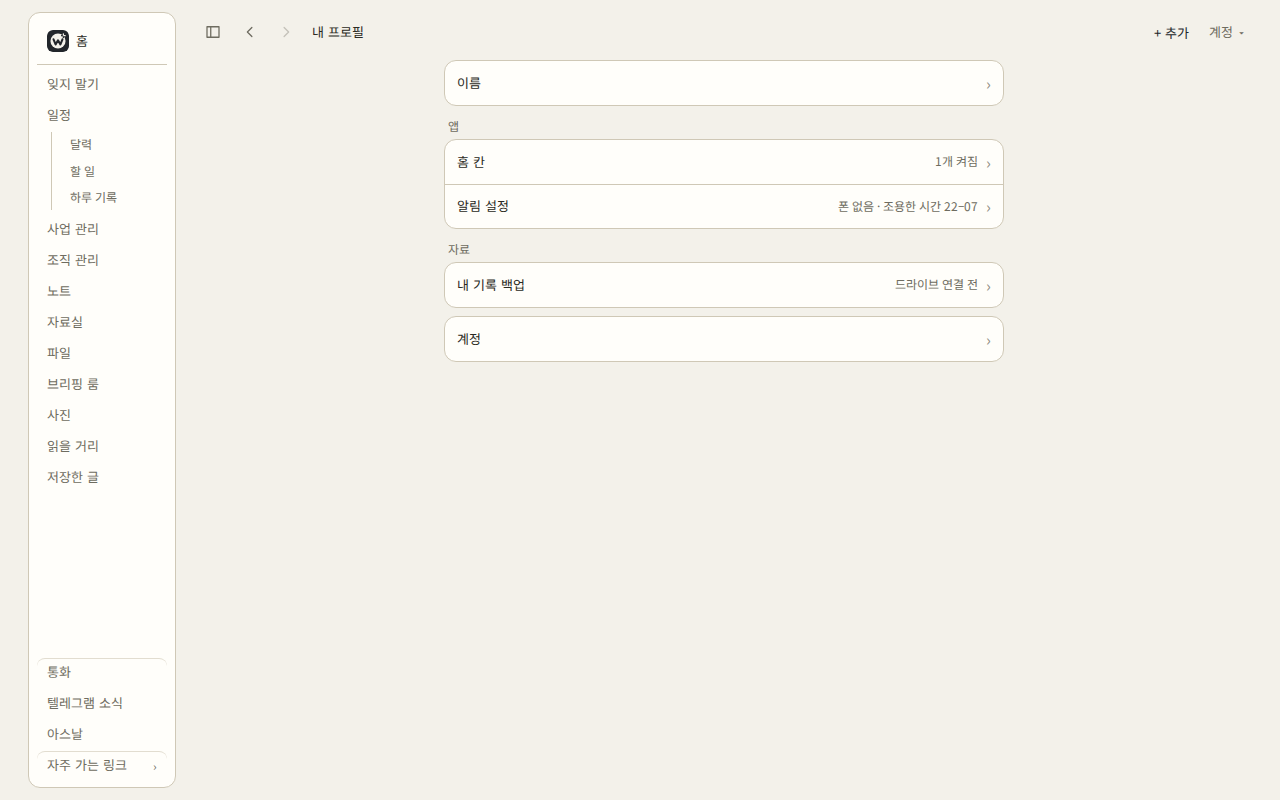 홈
잊지 말기
일정
달력
할 일
하루 기록
사업 관리
조직 관리
노트
자료실
파일
브리핑 룸
사진
읽을 거리
저장한 글
통화
텔레그램 소식
아스날
자주 가는 링크 ›
내 프로필
+ 추가 계정
이름 ›
앱
홈 칸 1개 켜짐 ›
알림 설정 폰 없음 · 조용한 시간 22–07 ›
자료
내 기록 백업 드라이브 연결 전 ›
계정 ›